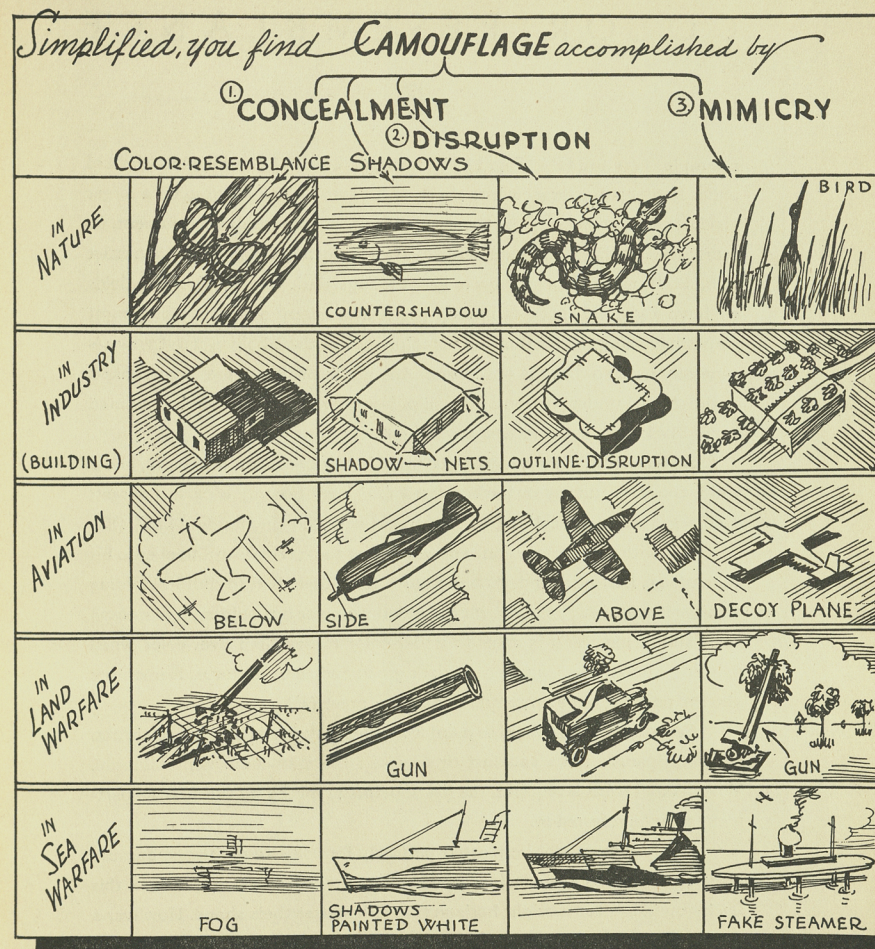 Simplified, you find CAMOUFLAGE accomplished by
1. CONCEALMENT
2. DISRUPTION
3. MIMICRY
COLOR·RESEMBLANCE SHADOWS
IN NATURE
COUNTERSHADOW
SNAKE
BIRD
IN INDUSTRY
(BUILDING)
SHADOW — NETS
OUTLINE·DISRUPTION
IN AVIATION
BELOW
SIDE
ABOVE
DECOY PLANE
IN LAND WARFARE
GUN
GUN
IN SEA WARFARE
FOG
SHADOWS
PAINTED WHITE
FAKE STEAMER